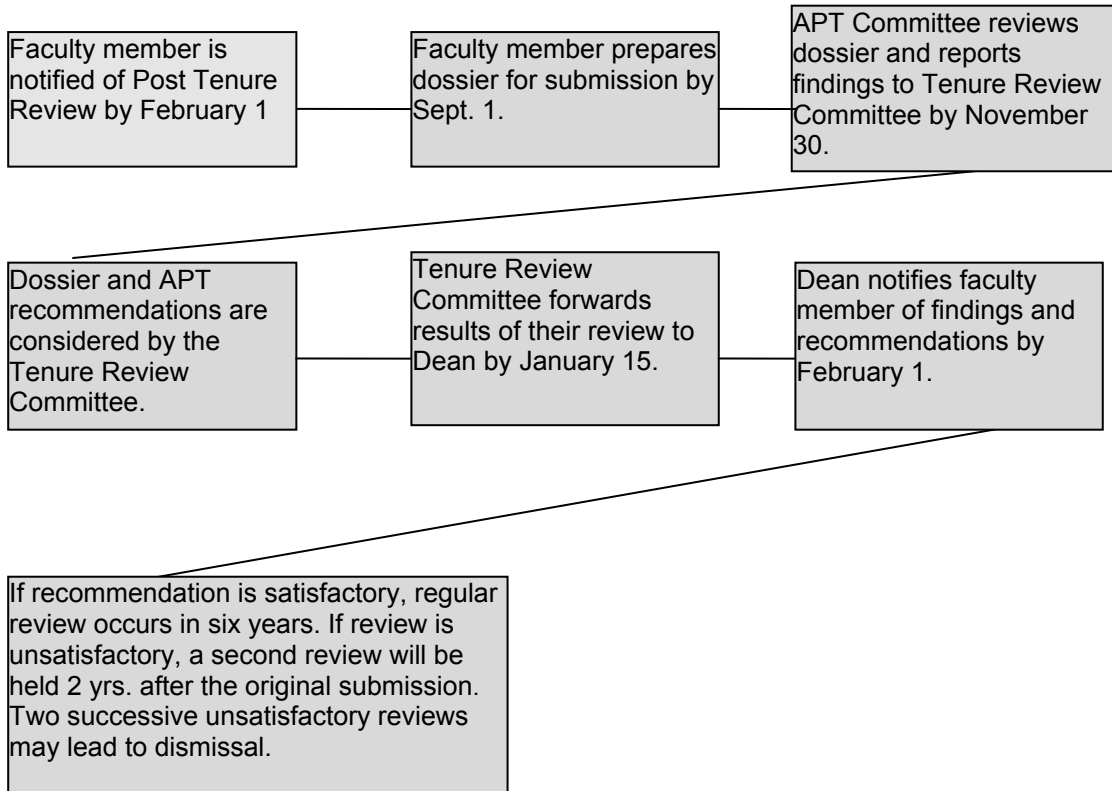 Faculty member is
notified of Post Tenure
Review by February 1
Faculty member prepares
dossier for submission by
Sept. 1.
APT Committee reviews
dossier and reports
findings to Tenure Review
Committee by November
30.
Dossier and APT
recommendations are
considered by the
Tenure Review
Committee.
Tenure Review
Committee forwards
results of their review to
Dean by January 15.
Dean notifies faculty
member of findings and
recommendations by
February 1.
If recommendation is satisfactory, regular
review occurs in six years. If review is
unsatisfactory, a second review will be
held 2 yrs. after the original submission.
Two successive unsatisfactory reviews
may lead to dismissal.